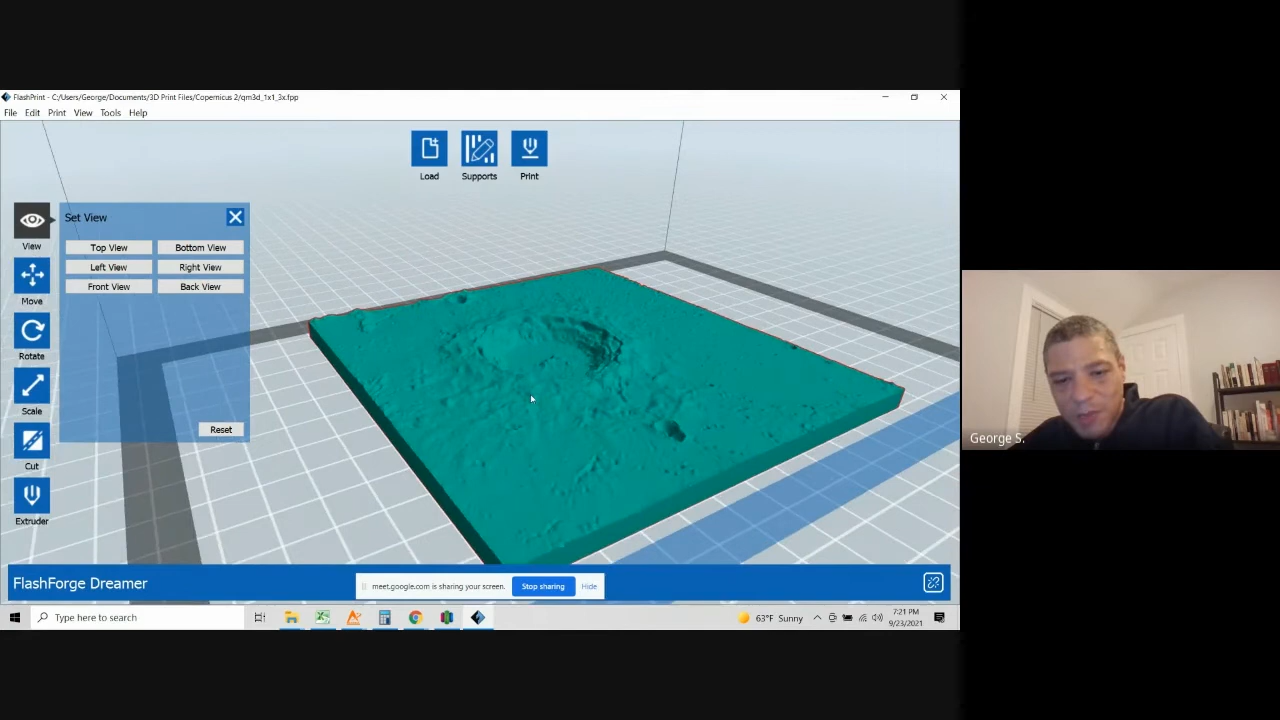 FlashPrint - C:/Users/George/Documents/3D Print Files/Copernicus 2/qm3d_1x1_3x.fpp
File Edit Print View Tools Help
Load Supports Print
Set View
Top View Bottom View
Left View Right View
Front View Back View
Reset
View
Move
Rotate
Scale
Cut
Extruder
George S.
FlashForge Dreamer
meet.google.com is sharing your screen. Stop sharing Hide
Type here to search
63°F Sunny
7:21 PM
9/23/2021